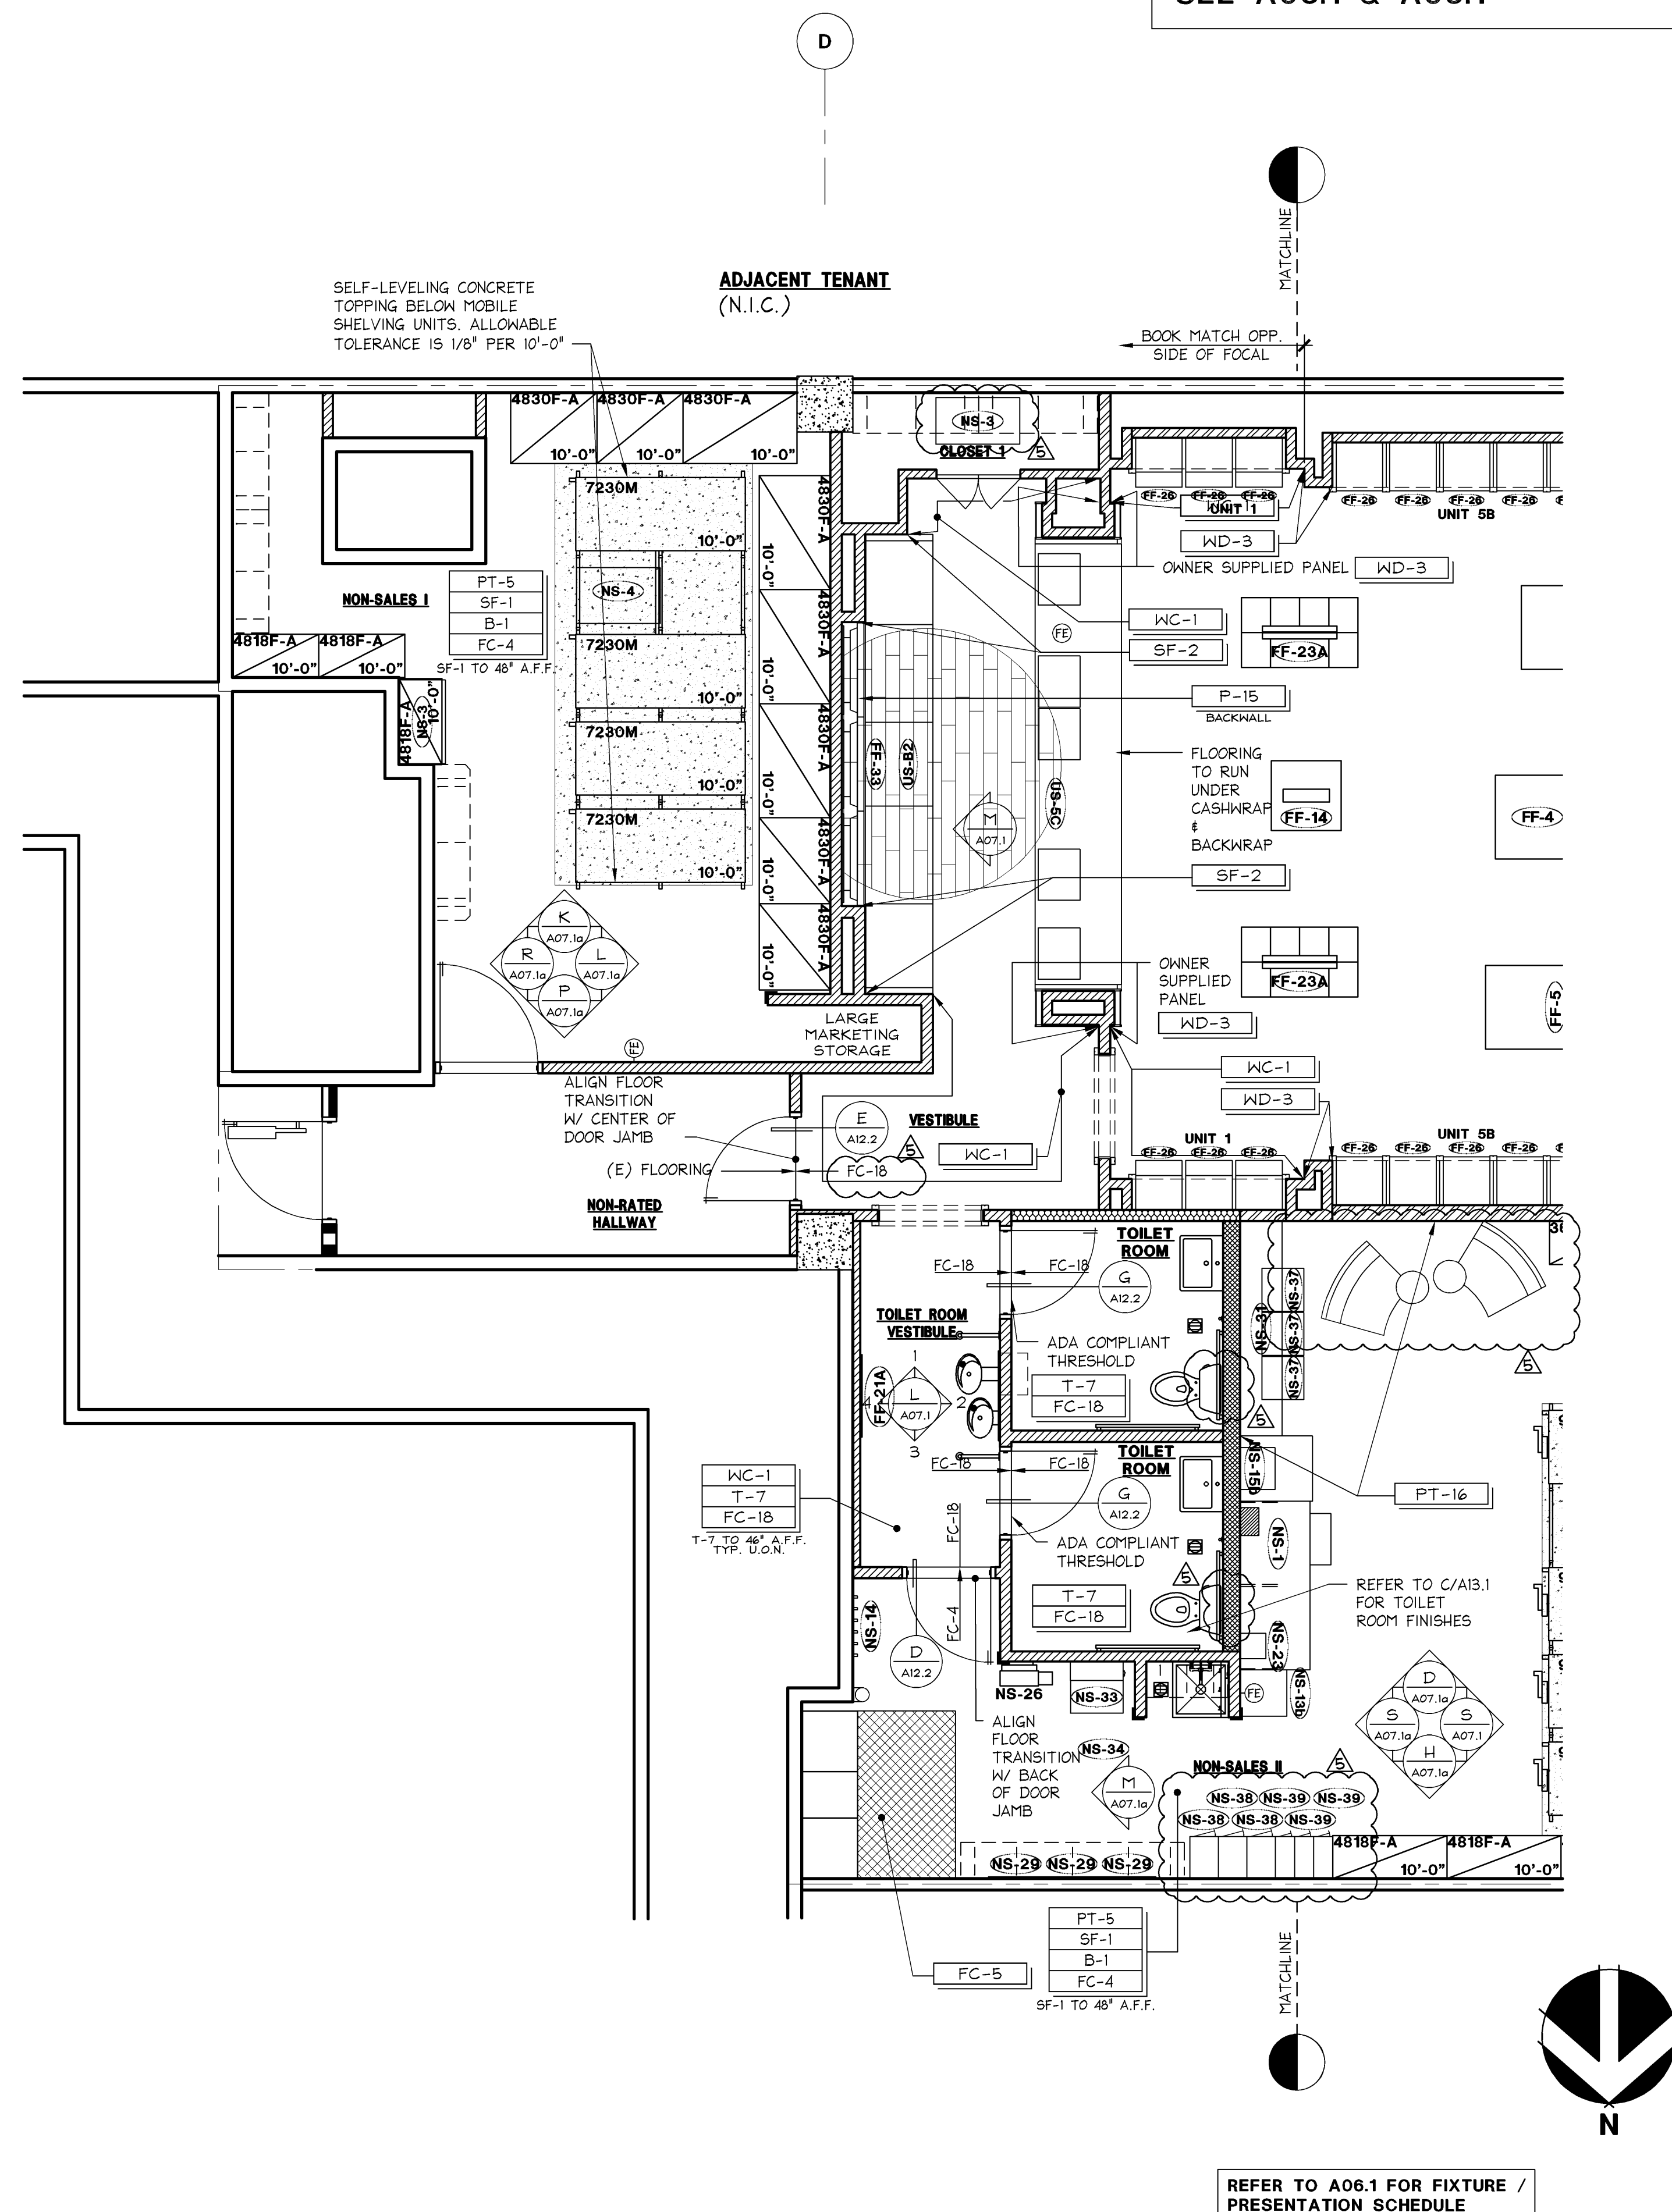 D
MATCHLINE
ADJACENT TENANT
(N.I.C.)
SELF-LEVELING CONCRETE
TOPPING BELOW MOBILE
SHELVING UNITS. ALLOWABLE
TOLERANCE IS 1/8" PER 10'-0"
BOOK MATCH OPP.
SIDE OF FOCAL
4830F-A 4830F-A 4830F-A
10'-0" 10'-0" 10'-0"
NS-3
CLOSET 1
5
7230M
10'-0"
NS-4
7230M
10'-0"
7230M
10'-0"
7230M
10'-0"
4830F-A
10'-0"
4830F-A
10'-0"
4830F-A
10'-0"
4830F-A
10'-0"
4830F-A
10'-0"
FF-26 FF-26 FF-26
UNIT 1
WD-3
FF-26 FF-26 FF-26 FF-26
UNIT 5B
OWNER SUPPLIED PANEL
WD-3
NON-SALES I
PT-5
SF-1
B-1
FC-4
SF-1 TO 48" A.F.F.
4818F-A 4818F-A
10'-0" 10'-0"
4818F-A
NS-3
10'-0"
FE
WC-1
SF-2
FF-23A
P-15
BACKWALL
FF-33
US-B2
US-5C
M
A07.1
FLOORING
TO RUN
UNDER
CASHWRAP
&
BACKWRAP
FF-14
FF-4
SF-2
K
A07.1a
R
A07.1a
L
A07.1a
P
A07.1a
OWNER
SUPPLIED
PANEL
WD-3
FF-23A
FF-5
LARGE
MARKETING
STORAGE
FE
ALIGN FLOOR
TRANSITION
W/ CENTER OF
DOOR JAMB
(E) FLOORING
NON-RATED
HALLWAY
E
A12.2
VESTIBULE
5
WC-1
FC-18
WC-1
WD-3
UNIT 1
FF-26 FF-26 FF-26
UNIT 5B
FF-26 FF-26 FF-26 FF-26
TOILET
ROOM
FC-18 FC-18
G
A12.2
TOILET ROOM
VESTIBULE
ADA COMPLIANT
THRESHOLD
T-7
FC-18
FF-21A
1
L
A07.1
2
3
4
NS-37
NS-37
NS-37
NS-31
5
5
TOILET
ROOM
FC-18 FC-18
G
A12.2
NS-15b
PT-16
WC-1
T-7
FC-18
T-7 TO 46" A.F.F.
TYP. U.O.N.
FC-18
FC-4
ADA COMPLIANT
THRESHOLD
5
T-7
FC-18
NS-1
REFER TO C/A13.1
FOR TOILET
ROOM FINISHES
NS-14
D
A12.2
NS-23
NS-26
NS-33
FE
NS-13b
D
A07.1a
S
A07.1a
S
A07.1
H
A07.1a
ALIGN
FLOOR
TRANSITION
W/ BACK
OF DOOR
JAMB
NS-34
M
A07.1a
NON-SALES II
5
NS-38 NS-39 NS-39
NS-38 NS-38 NS-39
NS-29 NS-29 NS-29
4818F-A 4818F-A
10'-0" 10'-0"
FC-5
PT-5
SF-1
B-1
FC-4
SF-1 TO 48" A.F.F.
MATCHLINE
N
REFER TO A06.1 FOR FIXTURE /
PRESENTATION SCHEDULE